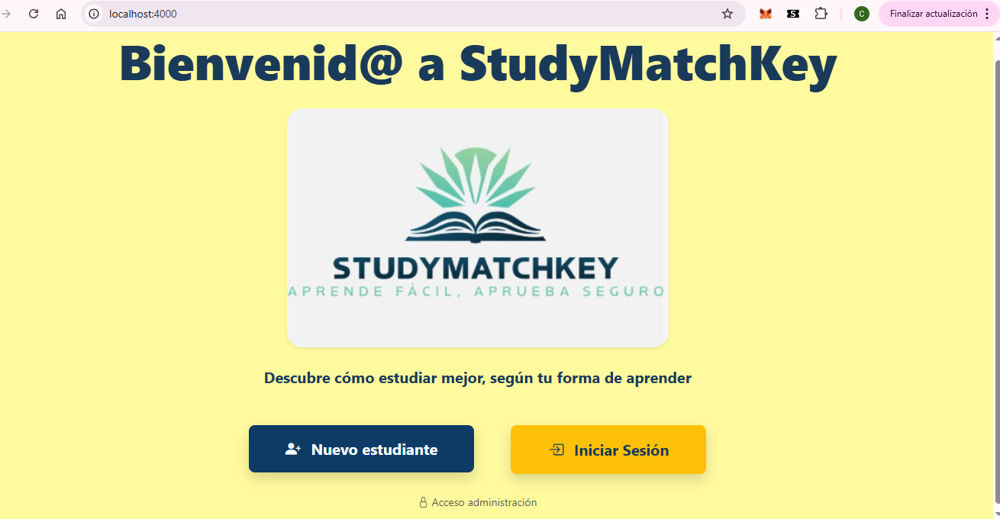 localhost:4000
S
C
Finalizar actualización
Bienvenid@ a StudyMatchKey
STUDYMATCHKEY
APRENDE FÁCIL, APRUEBA SEGURO
Descubre cómo estudiar mejor, según tu forma de aprender
Nuevo estudiante
Iniciar Sesión
Acceso administración